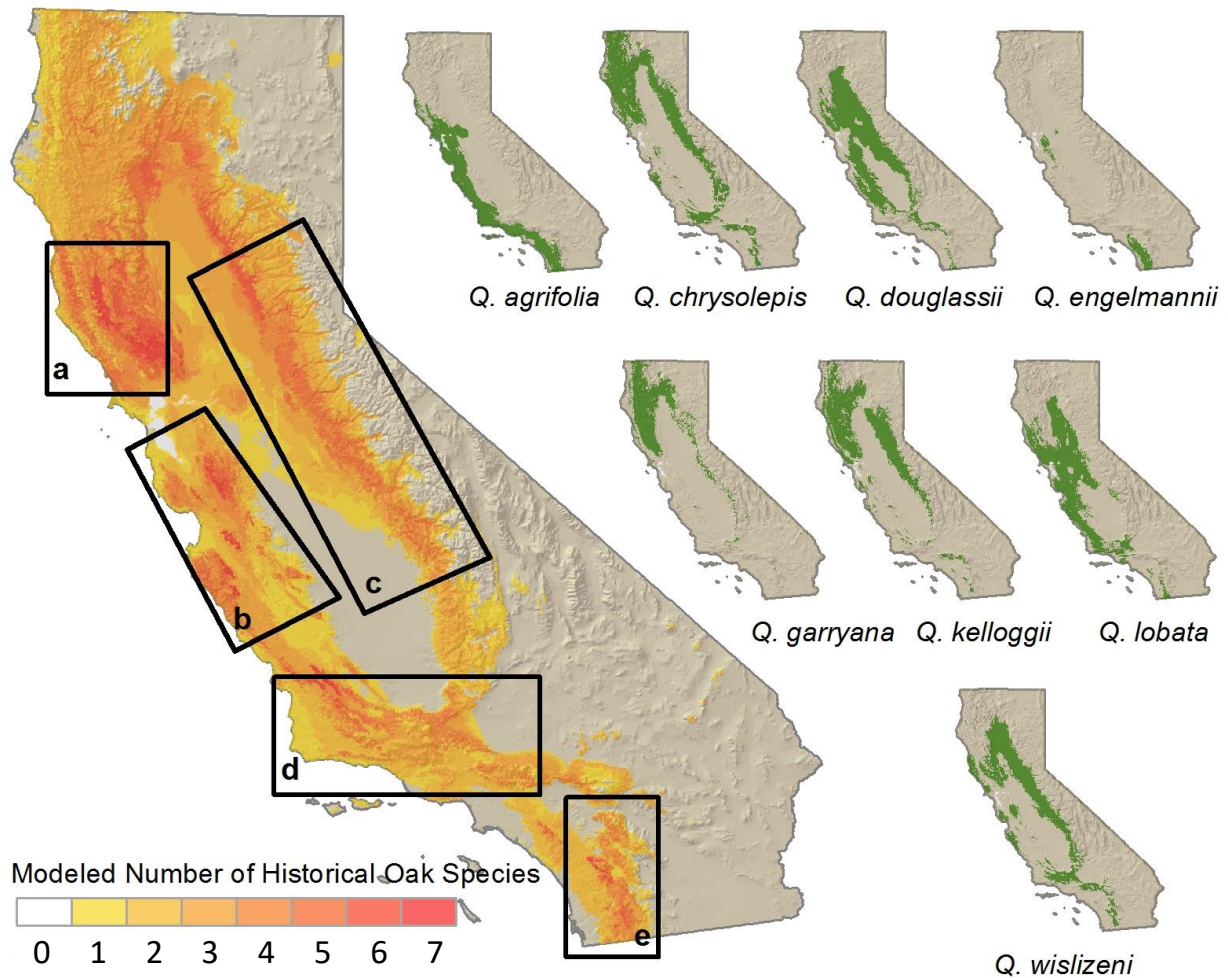 Q. agrifolia
Q. chrysolepis
Q. douglassii
Q. engelmannii
a
b
c
Q. garryana
Q. kelloggii
Q. lobata
d
e
Modeled Number of Historical Oak Species
0 1 2 3 4 5 6 7
Q. wislizeni